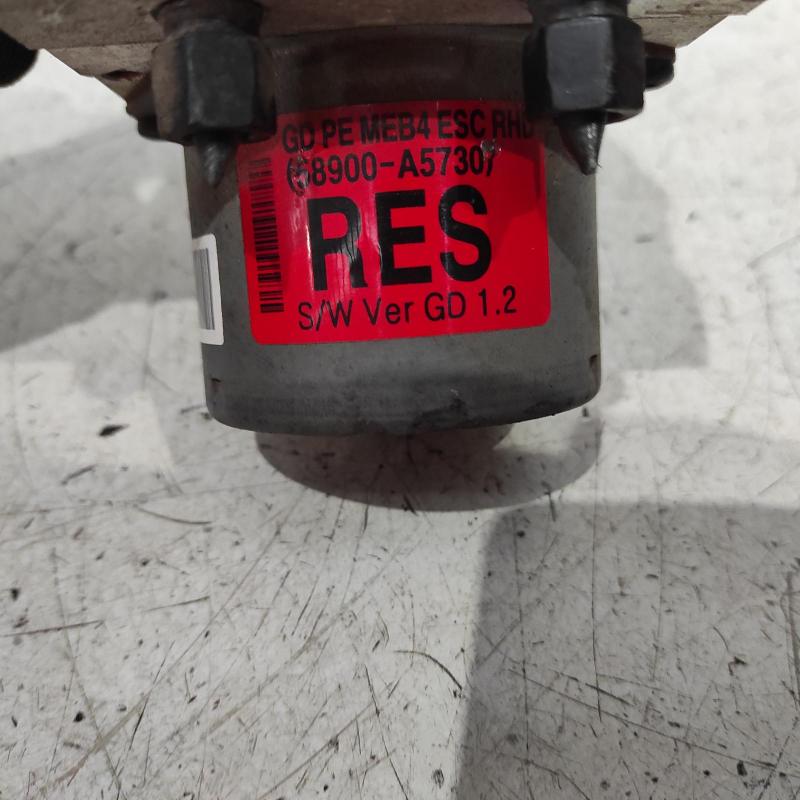 GD PE MEB4 ESC RHD
(58900-A5730)
RES
S/W Ver GD 1.2